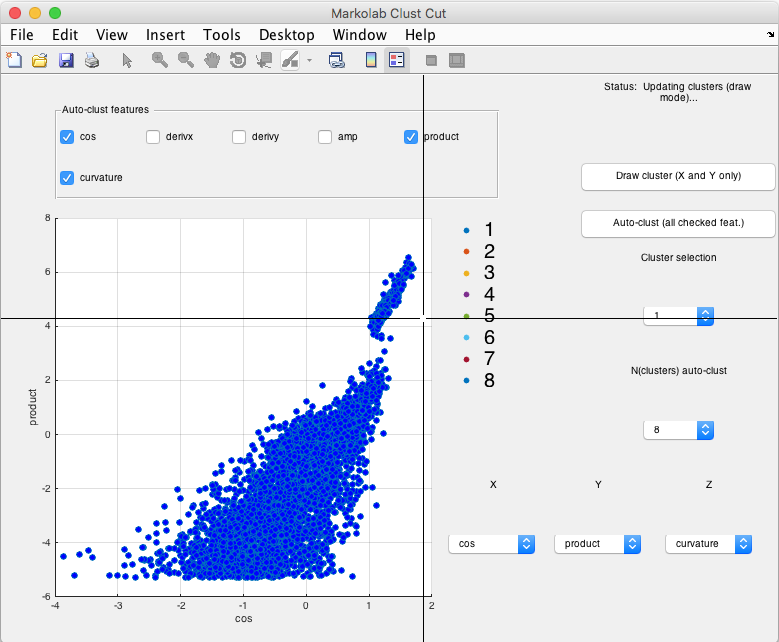 Markolab Clust Cut
File Edit View Insert Tools Desktop Window Help
Status: Updating clusters (draw
mode)...
Auto-clust features
cos derivx derivy amp product
curvature
Draw cluster (X and Y only)
Auto-clust (all checked feat.)
Cluster selection
1
N(clusters) auto-clust
8
X Y Z
cos product curvature
8
6
4
2
0
-2
-4
-6
-4 -3 -2 -1 0 1 2
cos
product
1
2
3
4
5
6
7
8